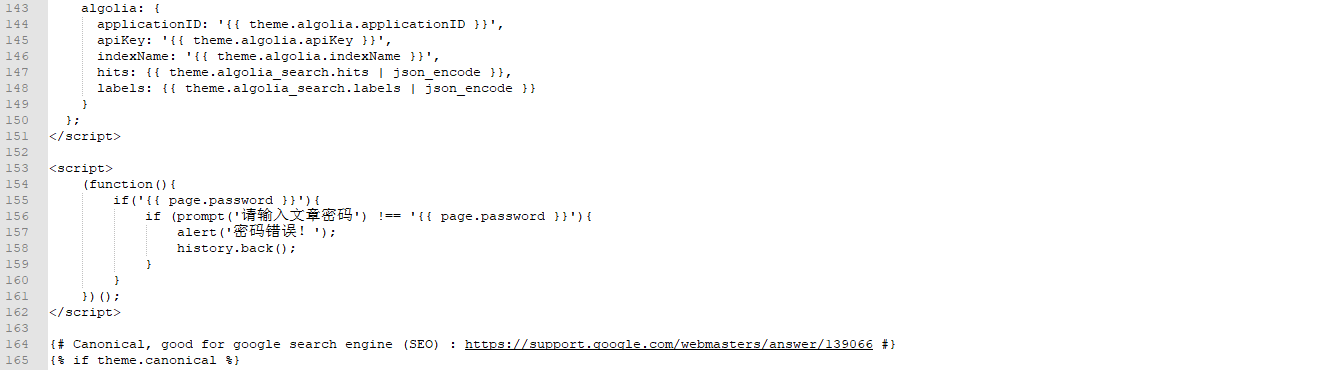 143 algolia: {
144 applicationID: '{{ theme.algolia.applicationID }}',
145 apiKey: '{{ theme.algolia.apiKey }}',
146 indexName: '{{ theme.algolia.indexName }}',
147 hits: {{ theme.algolia_search.hits | json_encode }},
148 labels: {{ theme.algolia_search.labels | json_encode }}
149 }
150 };
151 </script>
152
153 <script>
154 (function(){
155 if('{{ page.password }}'){
156 if (prompt('请输入文章密码') !== '{{ page.password }}'){
157 alert('密码错误！');
158 history.back();
159 }
160 }
161 })();
162 </script>
163
164 {# Canonical, good for google search engine (SEO) : https://support.google.com/webmasters/answer/139066 #}
165 {% if theme.canonical %}